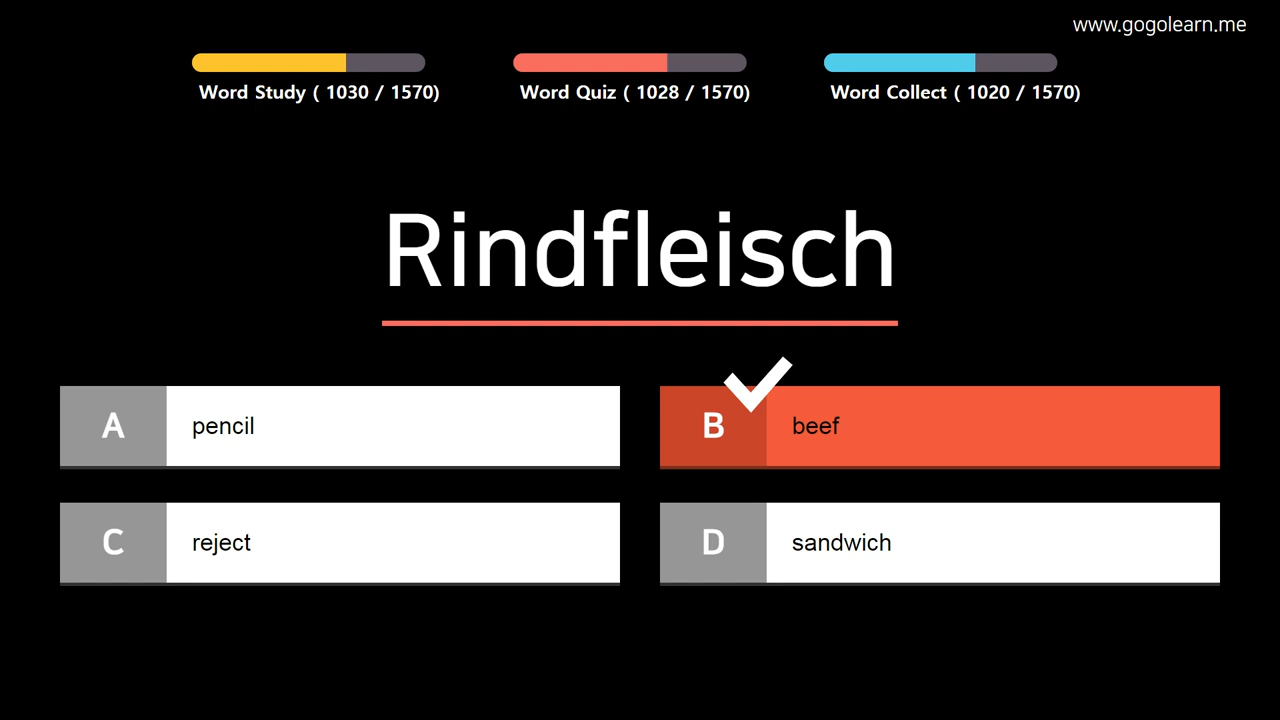 www.gogolearn.me
Word Study ( 1030 / 1570)
Word Quiz ( 1028 / 1570)
Word Collect ( 1020 / 1570)
Rindfleisch
A pencil
B beef
C reject
D sandwich